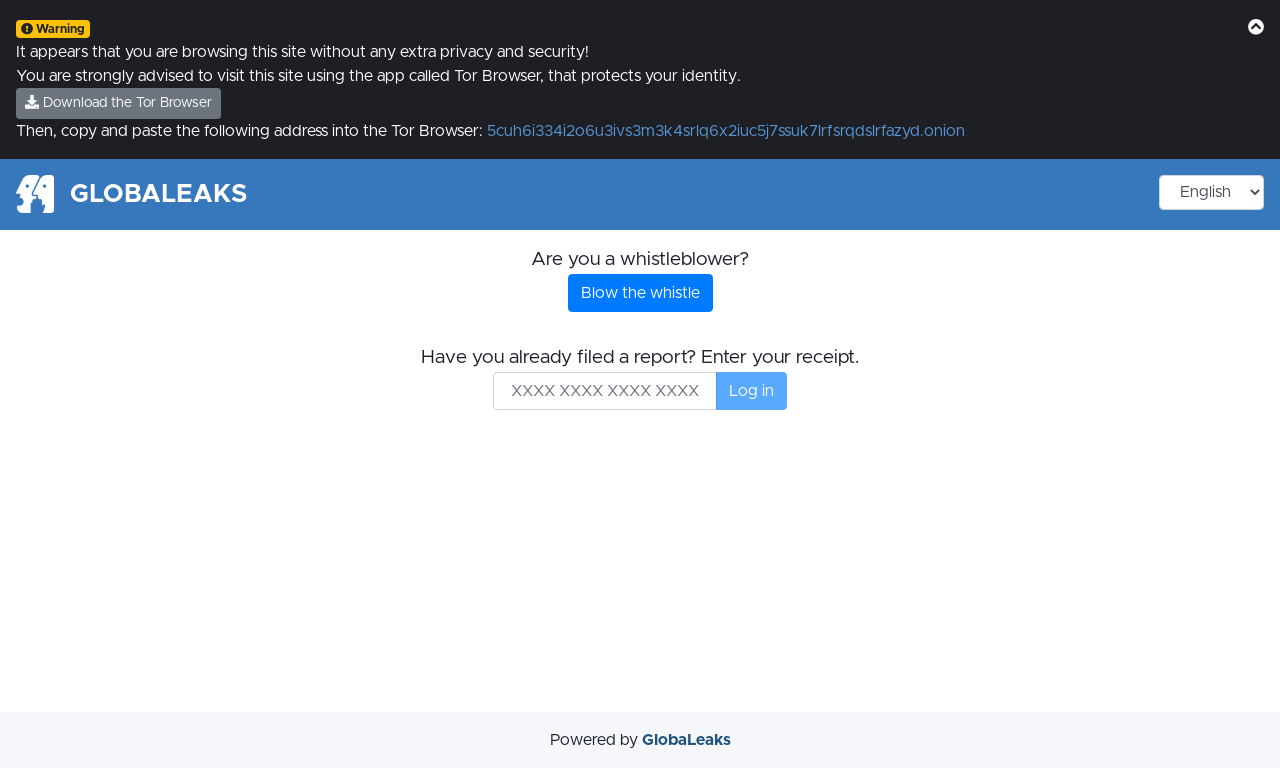 Warning
It appears that you are browsing this site without any extra privacy and security!
You are strongly advised to visit this site using the app called Tor Browser, that protects your identity.
Download the Tor Browser
Then, copy and paste the following address into the Tor Browser: 5cuh6i334i2o6u3ivs3m3k4srlq6x2iuc5j7ssuk7lrfsrqdslrfazyd.onion
GLOBALEAKS
English
Are you a whistleblower?
Blow the whistle
Have you already filed a report? Enter your receipt.
XXXX XXXX XXXX XXXX
Log in
Powered by GlobaLeaks